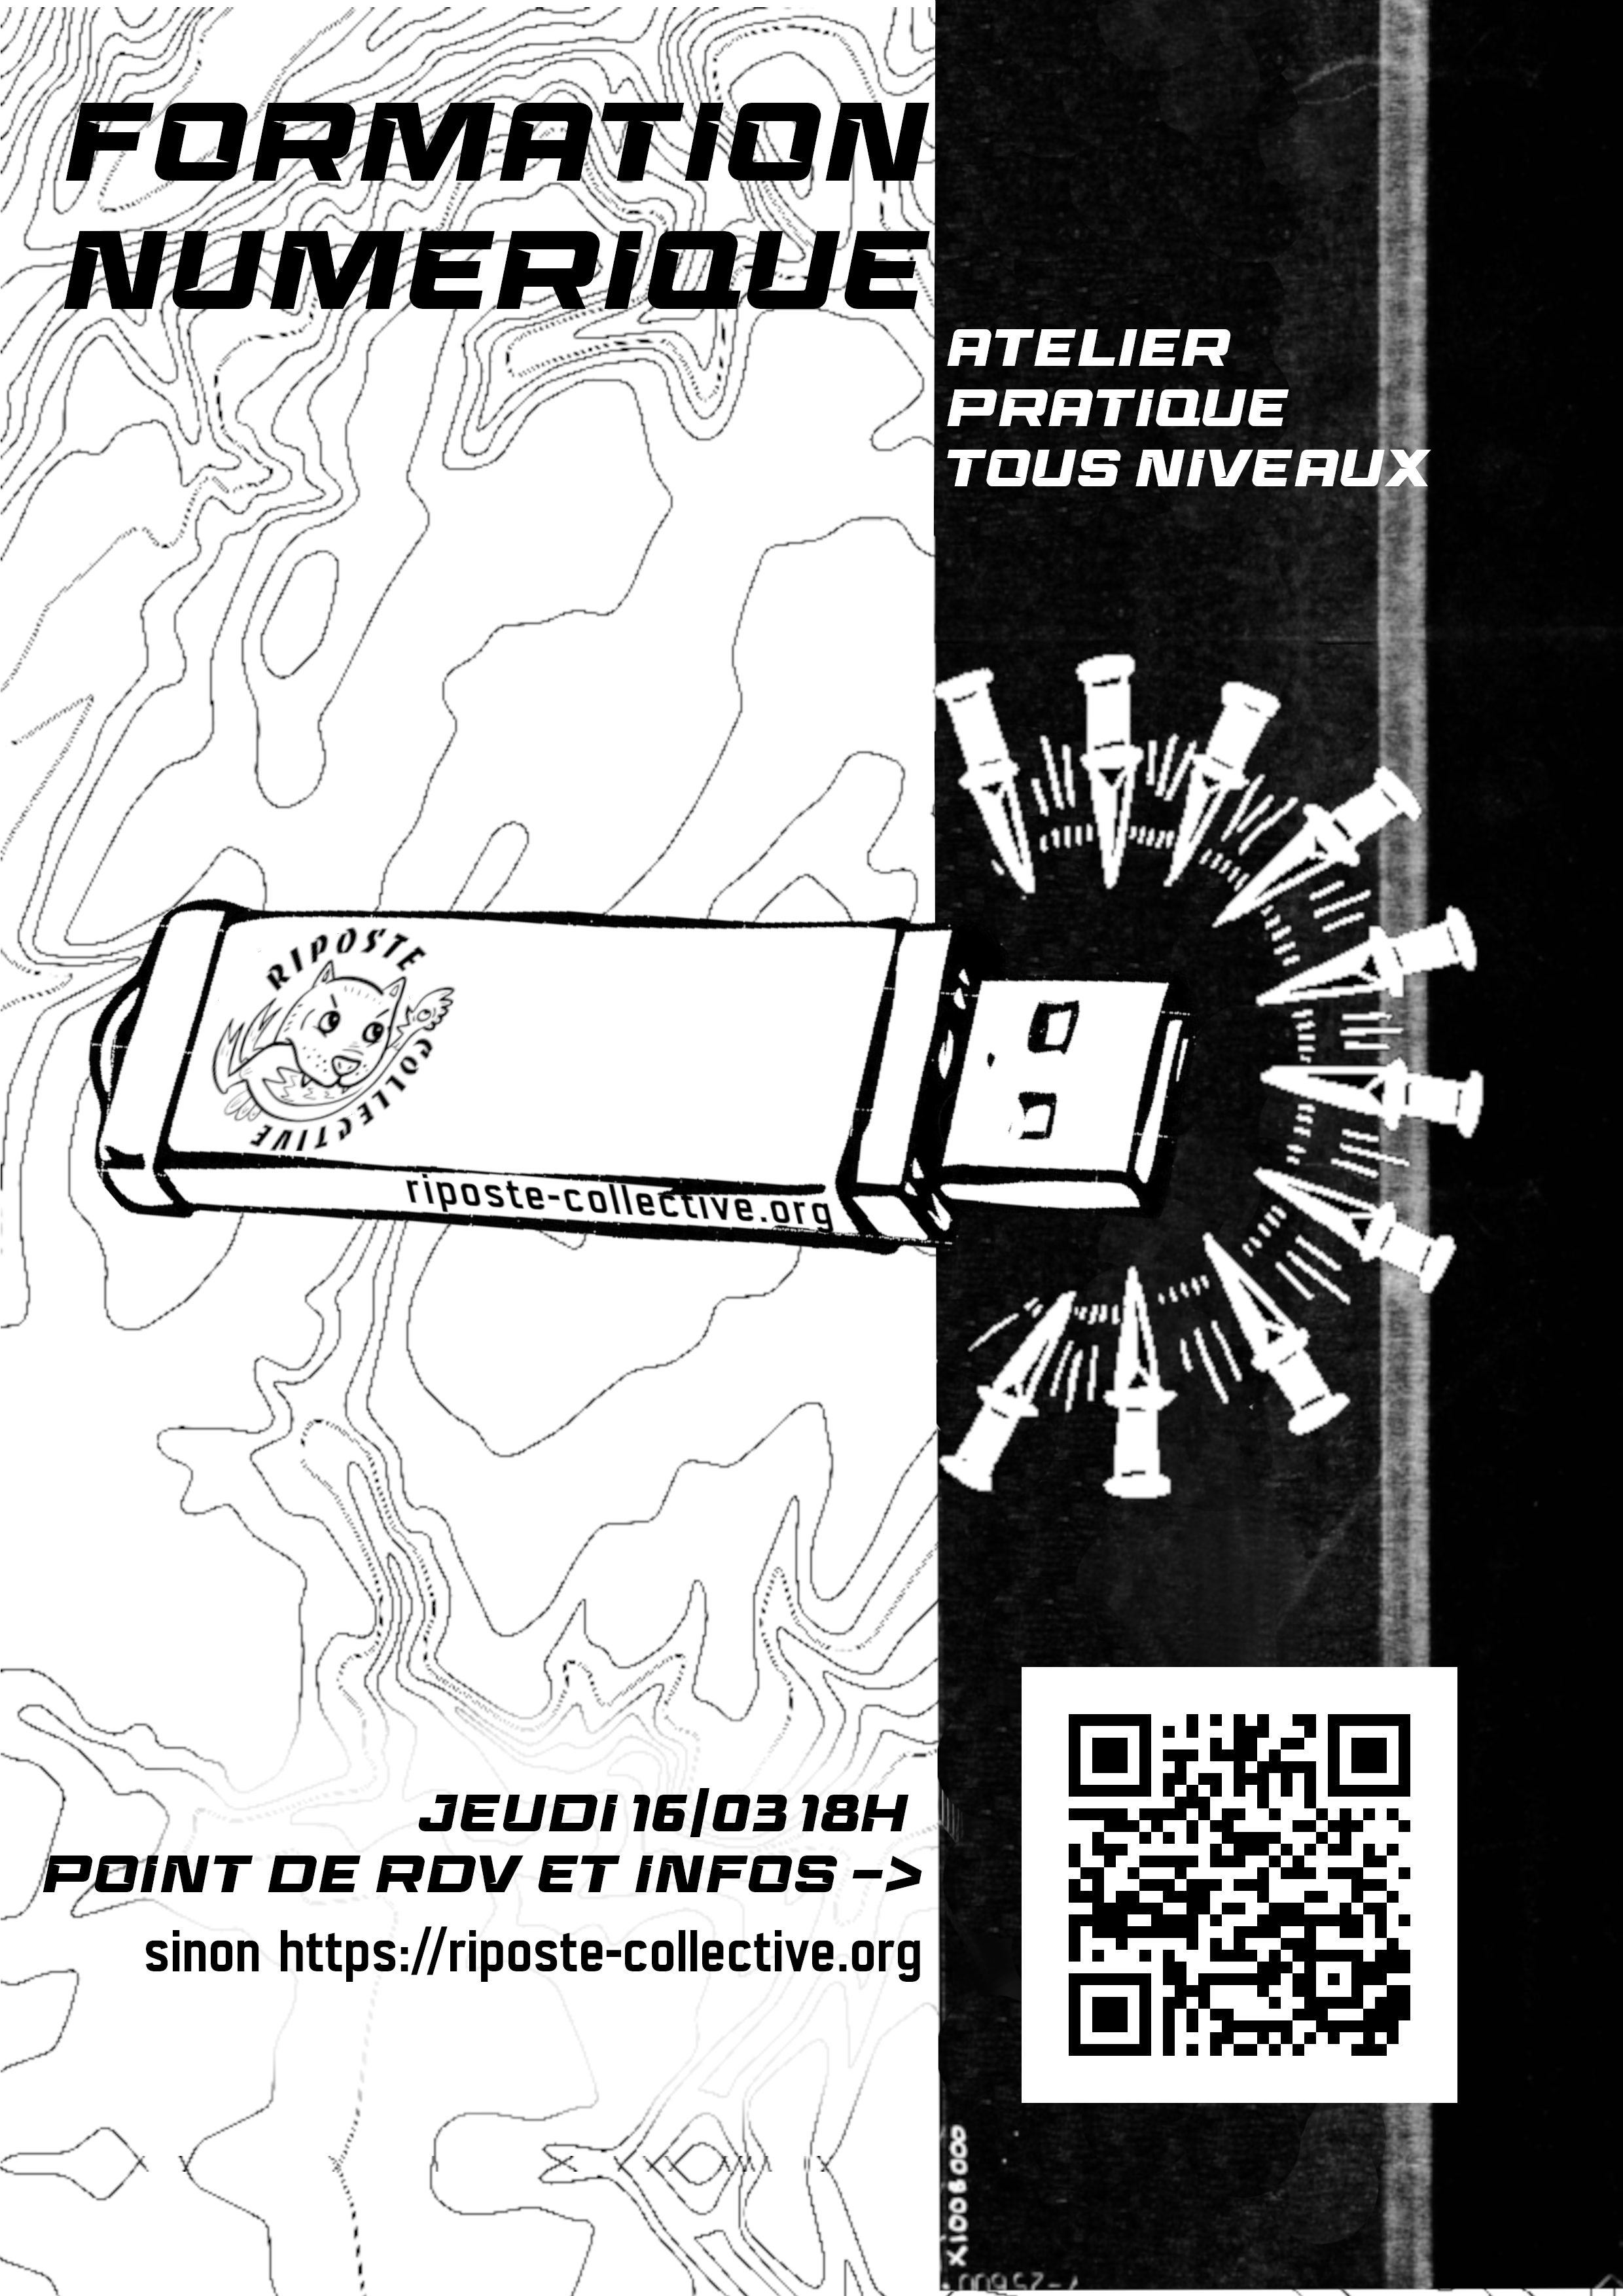 FORMATION
NUMERIQUE
ATELIER
PRATIQUE
TOUS NIVEAUX
RIPOSTE
COLLECTIVE
riposte-collective.org
JEUDI 16/03 18H
POINT DE RDV ET INFOS ->
sinon https://riposte-collective.org
X1006000